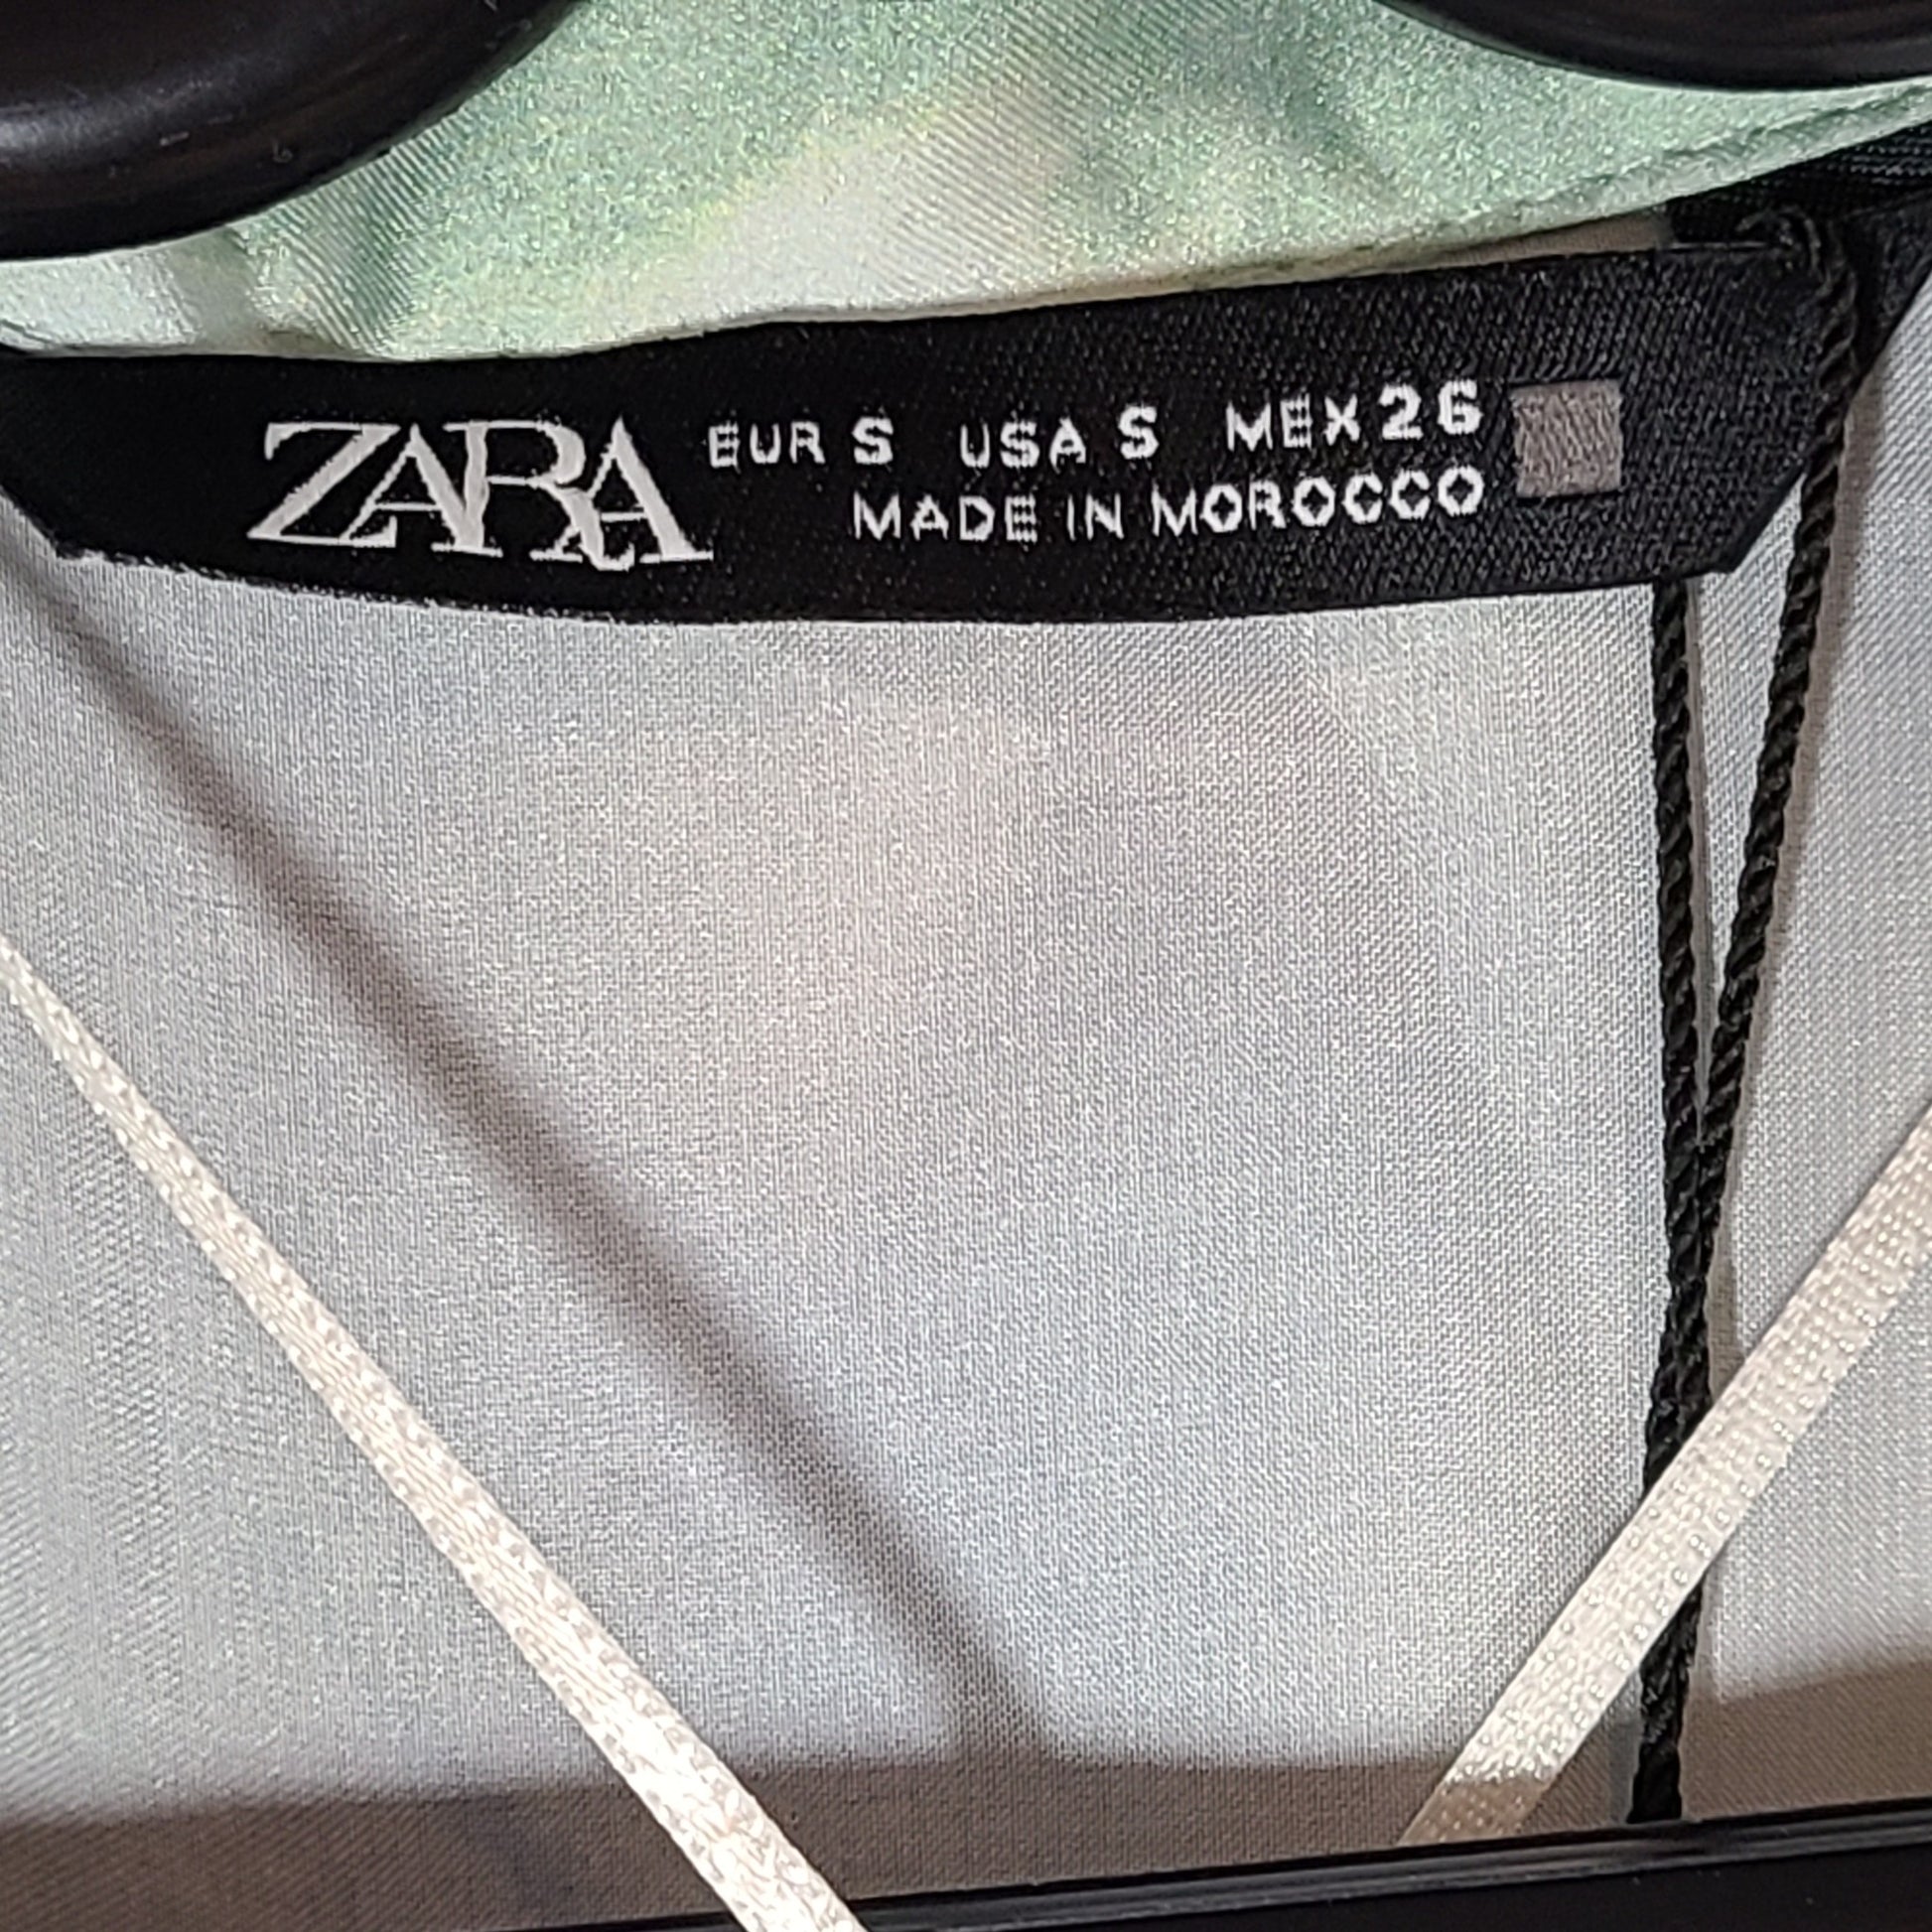 ZARA
EUR S USA S MEX 26
MADE IN MOROCCO